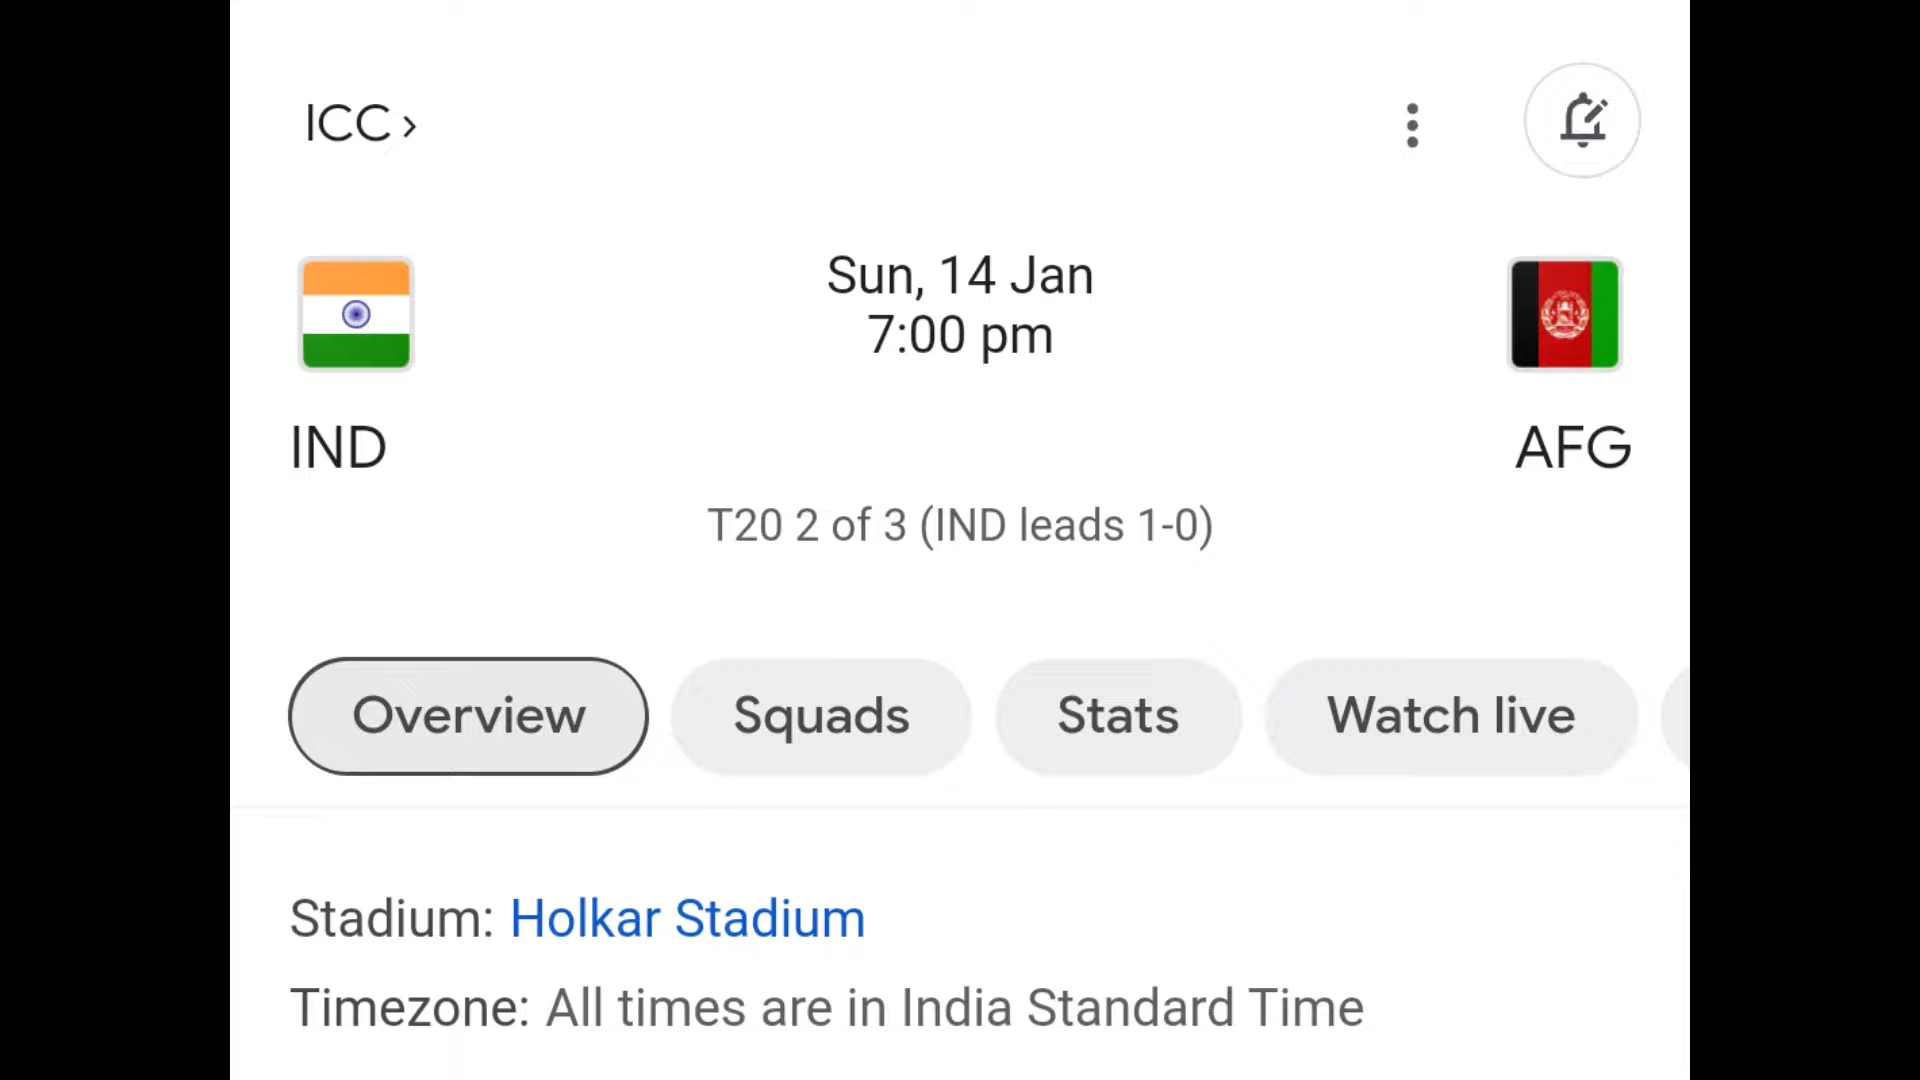 ICC ›
Sun, 14 Jan
7:00 pm
IND
AFG
T20 2 of 3 (IND leads 1-0)
Overview
Squads
Stats
Watch live
Stadium: Holkar Stadium
Timezone: All times are in India Standard Time